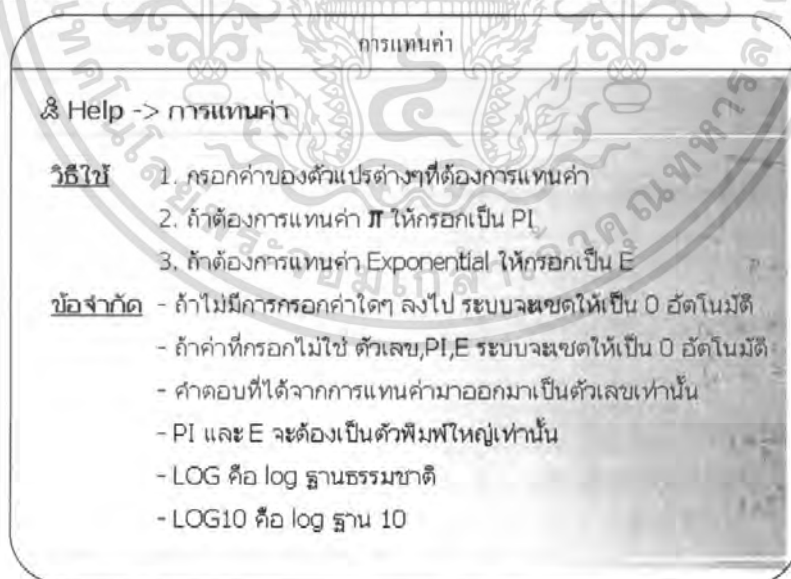 การแทนค่า
Help -> การแทนค่า
วิธีใช้ 1. กรอกค่าของตัวแปรต่างๆที่ต้องการแทนค่า
2. ถ้าต้องการแทนค่า π ให้กรอกเป็น PI
3. ถ้าต้องการแทนค่า Exponential ให้กรอกเป็น E
ข้อจำกัด - ถ้าไม่มีการกรอกค่าใดๆ ลงไป ระบบจะเซตให้เป็น 0 อัตโนมัติ
- ถ้าค่าที่กรอกไม่ใช่ ตัวเลข,PI,E ระบบจะเซตให้เป็น 0 อัตโนมัติ
- คำตอบที่ได้จากการแทนค่ามาออกมาเป็นตัวเลขเท่านั้น
- PI และ E จะต้องเป็นตัวพิมพ์ใหญ่เท่านั้น
- LOG คือ log ฐานธรรมชาติ
- LOG10 คือ log ฐาน 10